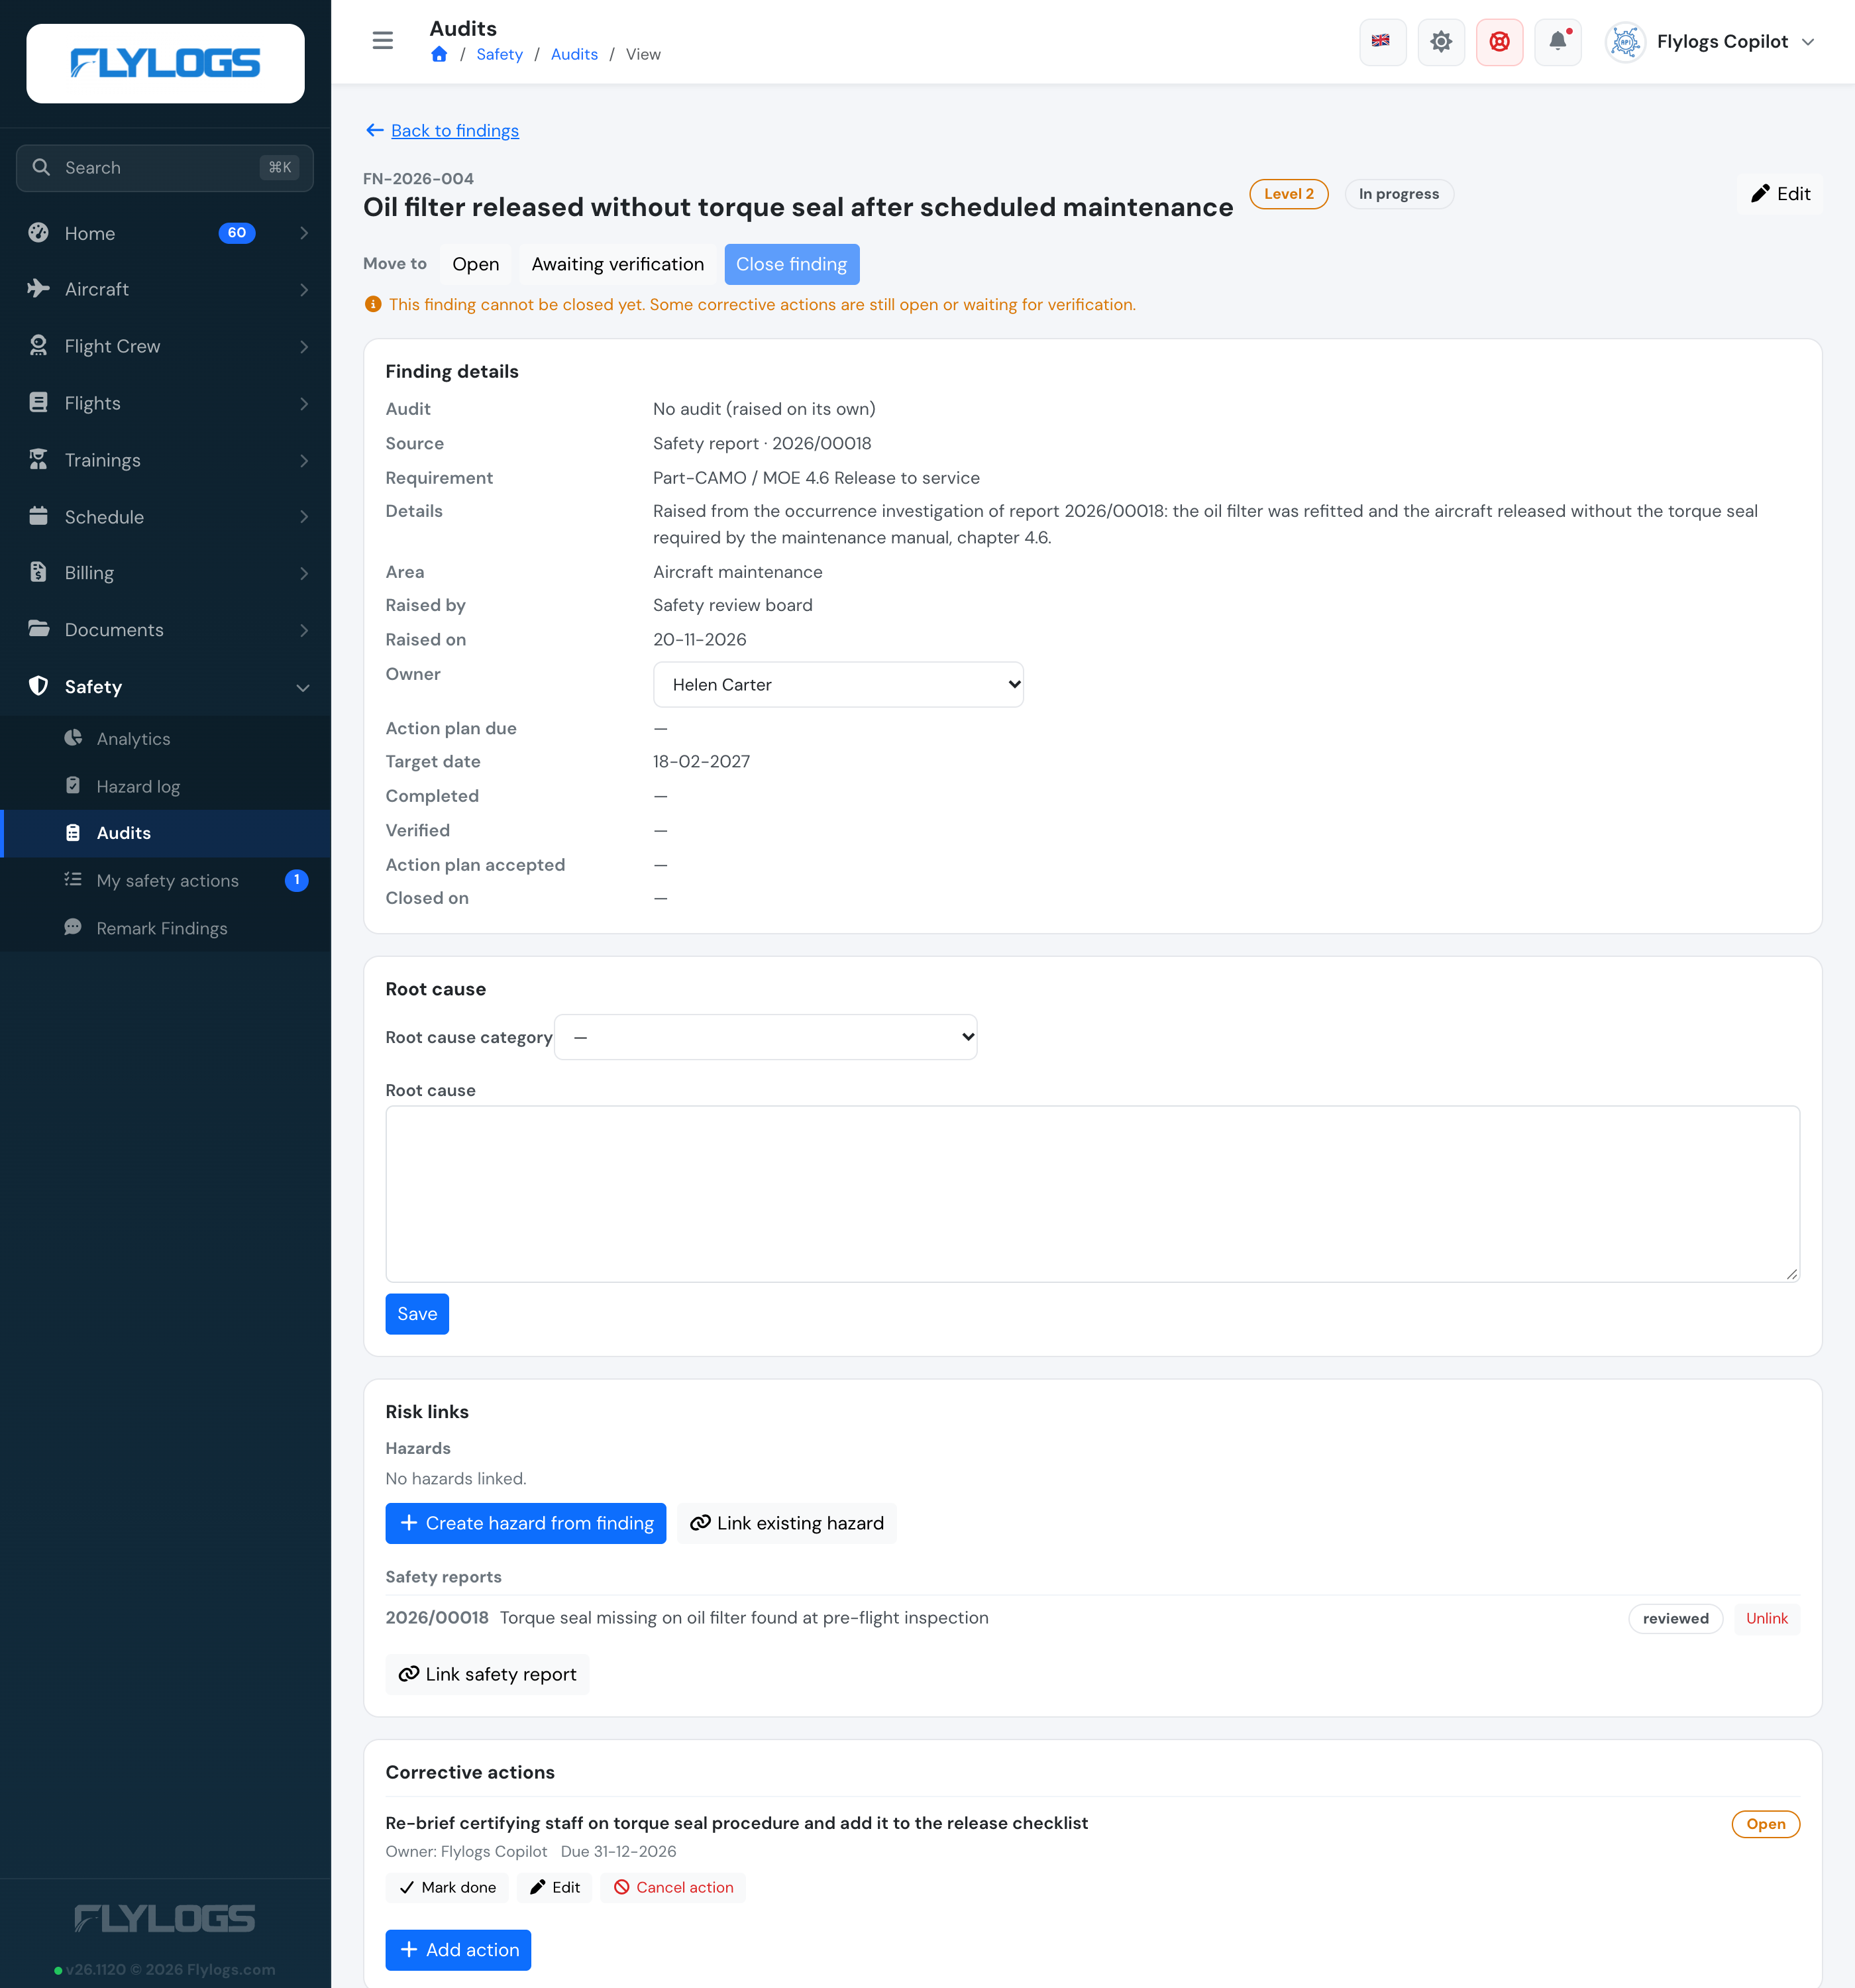 FLYLOGS
Search ⌘K
Home 60
Aircraft
Flight Crew
Flights
Trainings
Schedule
Billing
Documents
Safety
Analytics
Hazard log
Audits
My safety actions 1
Remark Findings
FLYLOGS
v26.1120 © 2026 Flylogs.com
Audits
/ Safety / Audits / View
Flylogs Copilot
Back to findings
FN-2026-004
Oil filter released without torque seal after scheduled maintenance
Level 2
In progress
Edit
Move to Open Awaiting verification Close finding
This finding cannot be closed yet. Some corrective actions are still open or waiting for verification.
Finding details
Audit No audit (raised on its own)
Source Safety report · 2026/00018
Requirement Part-CAMO / MOE 4.6 Release to service
Details Raised from the occurrence investigation of report 2026/00018: the oil filter was refitted and the aircraft released without the torque seal
required by the maintenance manual, chapter 4.6.
Area Aircraft maintenance
Raised by Safety review board
Raised on 20-11-2026
Owner Helen Carter
Action plan due —
Target date 18-02-2027
Completed —
Verified —
Action plan accepted —
Closed on —
Root cause
Root cause category —
Root cause
Save
Risk links
Hazards
No hazards linked.
Create hazard from finding Link existing hazard
Safety reports
2026/00018 Torque seal missing on oil filter found at pre-flight inspection reviewed Unlink
Link safety report
Corrective actions
Re-brief certifying staff on torque seal procedure and add it to the release checklist Open
Owner: Flylogs Copilot Due 31-12-2026
Mark done Edit Cancel action
Add action